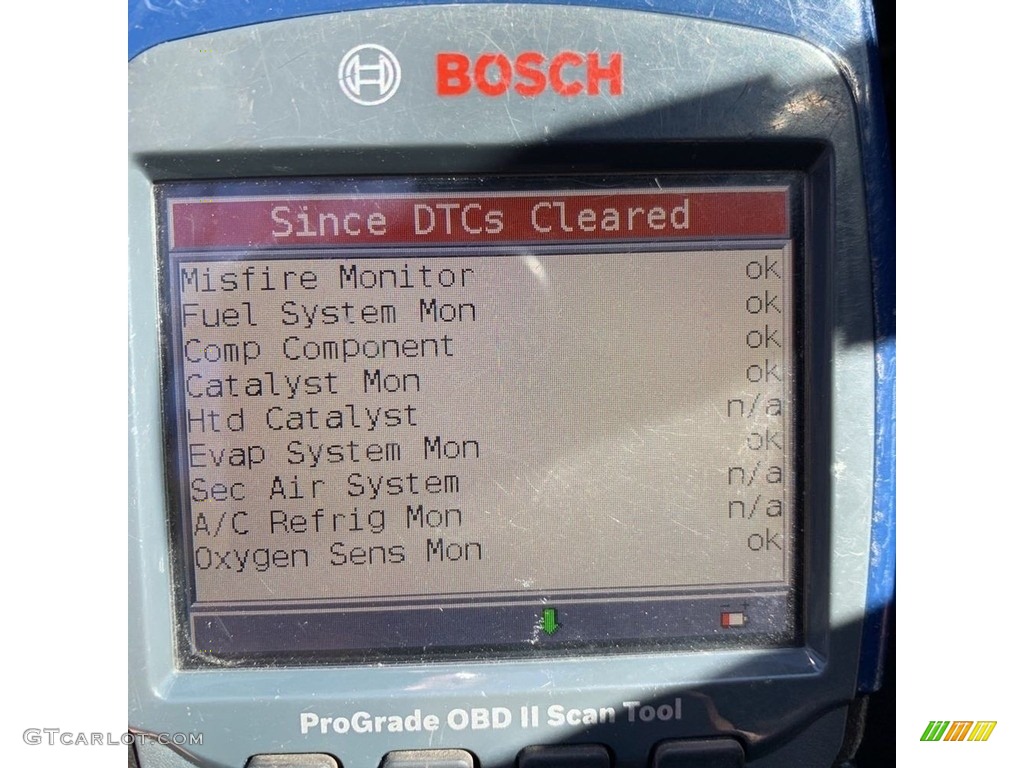 BOSCH
Since DTCs Cleared
Misfire Monitor ok
Fuel System Mon ok
Comp Component ok
Catalyst Mon ok
Htd Catalyst n/a
Evap System Mon ok
Sec Air System n/a
A/C Refrig Mon n/a
Oxygen Sens Mon ok
ProGrade OBD II Scan Tool
GTCARLOT.COM